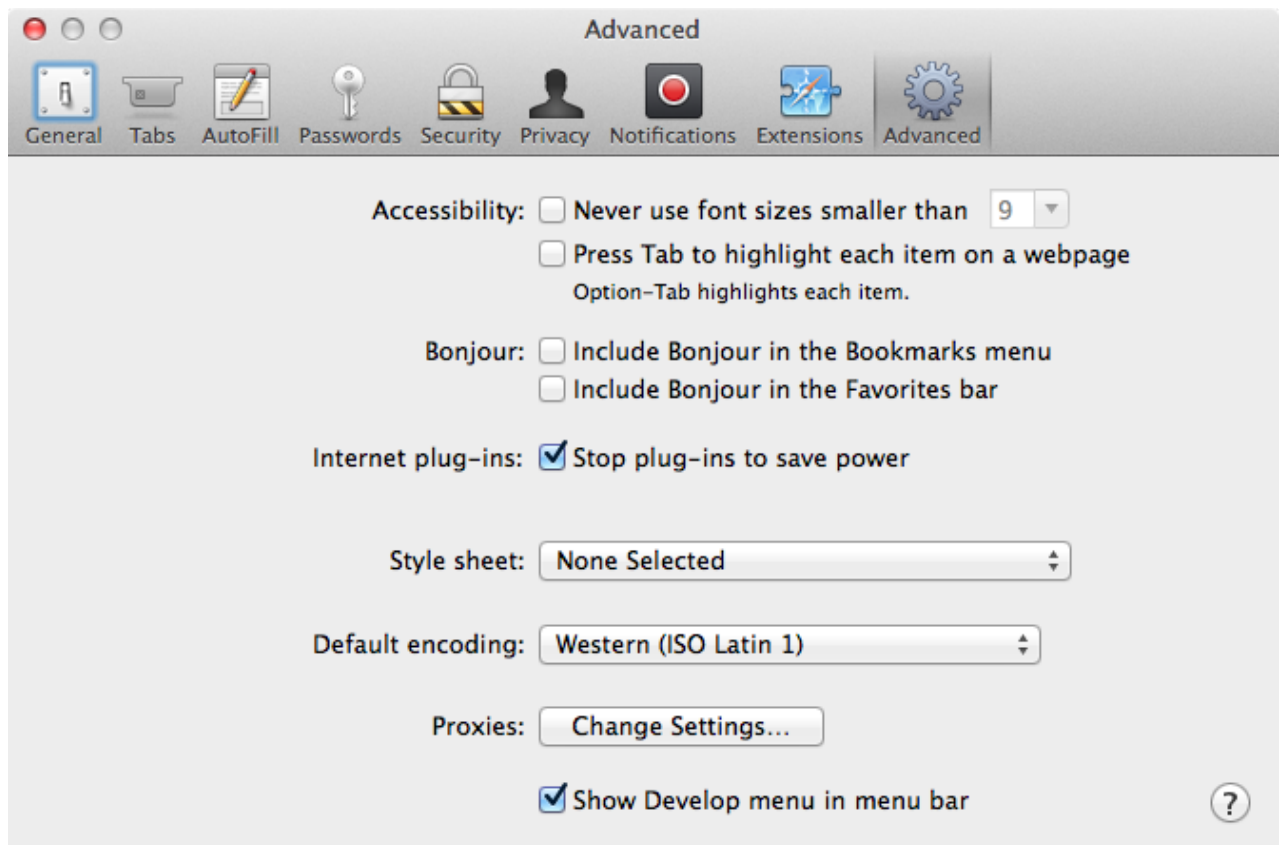 Advanced
General Tabs AutoFill Passwords Security Privacy Notifications Extensions Advanced
Accessibility: Never use font sizes smaller than 9
Press Tab to highlight each item on a webpage
Option-Tab highlights each item.
Bonjour: Include Bonjour in the Bookmarks menu
Include Bonjour in the Favorites bar
Internet plug-ins: Stop plug-ins to save power
Style sheet: None Selected
Default encoding: Western (ISO Latin 1)
Proxies: Change Settings...
Show Develop menu in menu bar ?